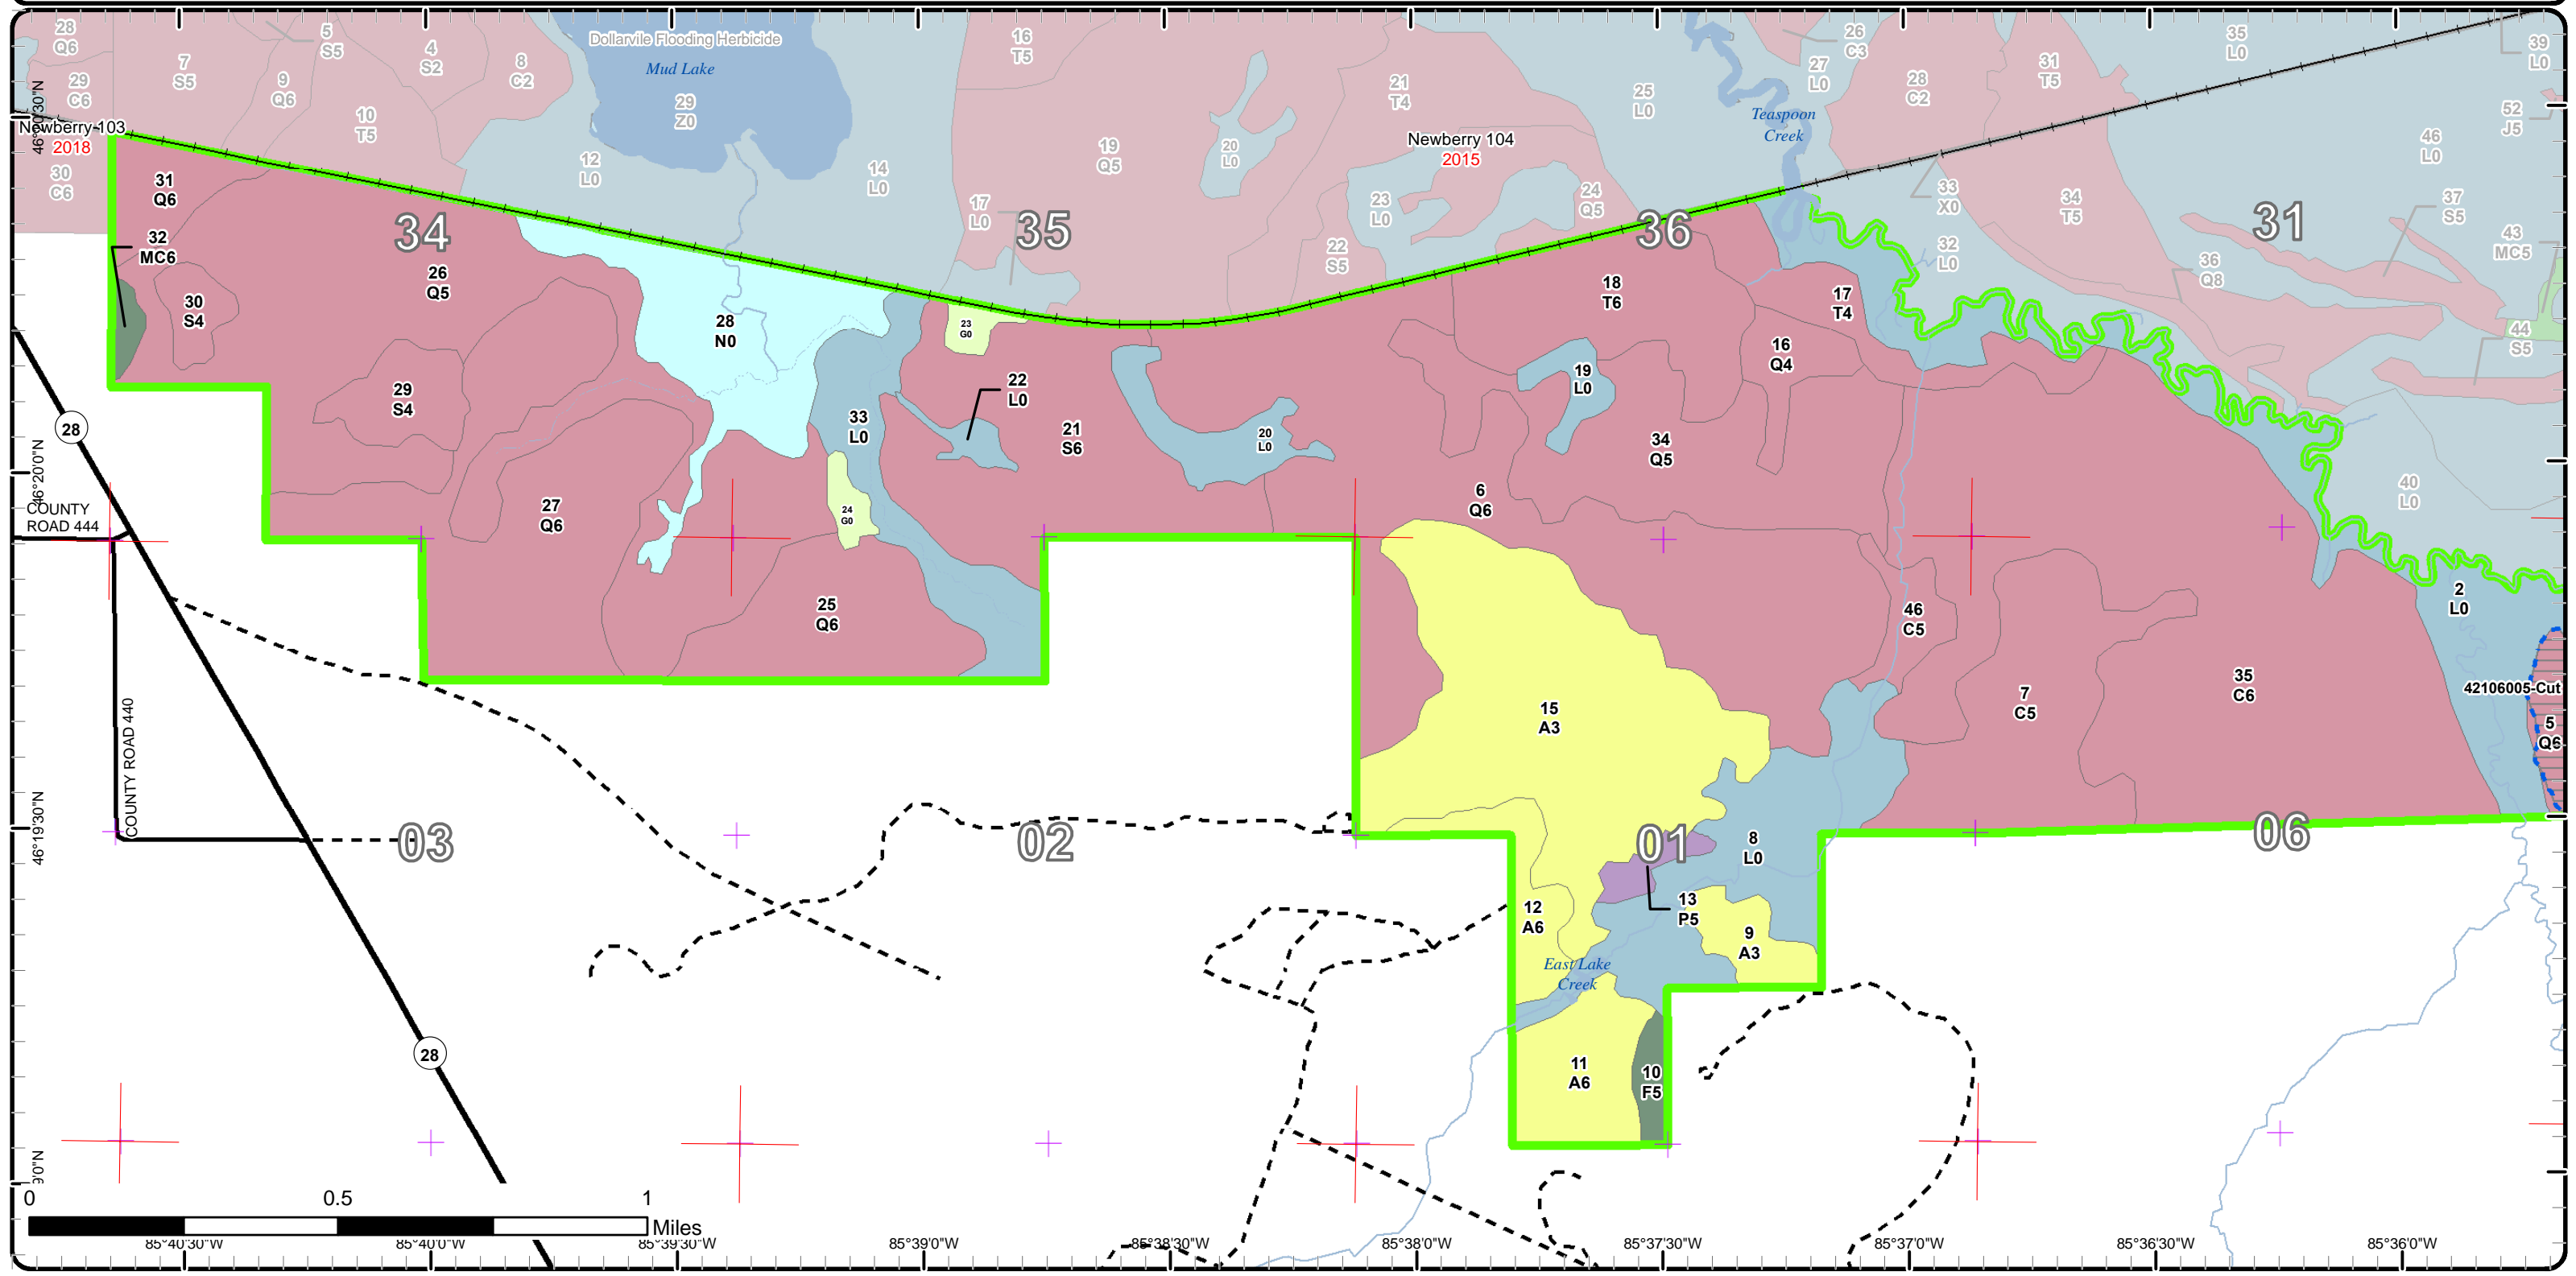 28
Q6
5
S5
4
S2
8
C2
7
S5
9
Q6
29
C6
10
T5
Dollarville Flooding Herbicide
Mud Lake
29
Z0
16
T5
21
T4
25
L0
26
C3
27
L0
28
C2
31
T5
35
L0
39
L0
52
J5
46
L0
46°20'30"N
Newberry 103
2018
30
C6
12
L0
14
L0
19
Q5
20
L0
Newberry 104
2015
Teaspoon
Creek
17
L0
23
L0
24
Q5
22
S5
33
X0
34
T5
37
S5
32
L0
36
Q8
43
MC5
44
S5
40
L0
31
Q6
32
MC6
34
35
36
31
26
Q5
30
S4
28
N0
23
G0
18
T6
17
T4
16
Q4
29
S4
22
L0
19
L0
33
L0
21
S6
20
L0
34
Q5
28
46°20'0"N
COUNTY
ROAD 444
27
Q6
24
G0
6
Q6
25
Q6
46
C5
2
L0
7
C5
35
C6
42106005-Cut
5
Q6
15
A3
COUNTY ROAD 440
46°19'30"N
03
02
01
06
8
L0
13
P5
12
A6
9
A3
East Lake
Creek
28
11
A6
10
F5
9'0"N
0
0.5
1
Miles
85°40'30"W
85°40'0"W
85°39'30"W
85°39'0"W
85°38'30"W
85°38'0"W
85°37'30"W
85°37'0"W
85°36'30"W
85°36'0"W